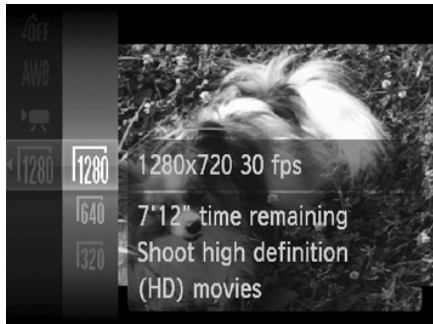 OFF
AWB
1280
1280
1280x720 30 fps
640
7'12" time remaining
320
Shoot high definition
(HD) movies